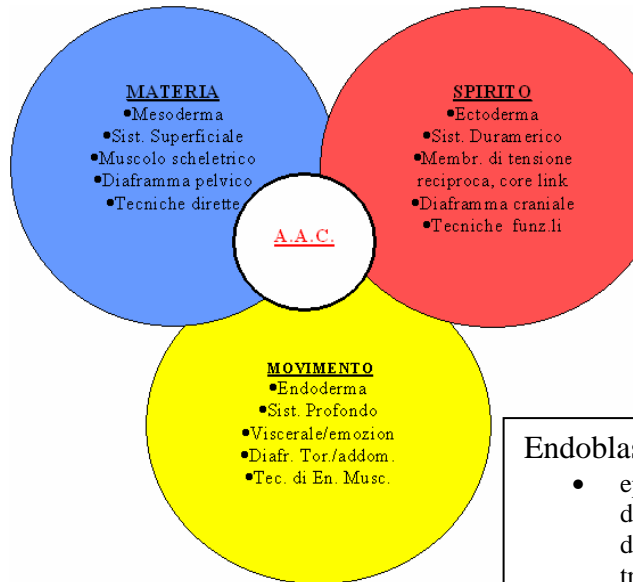 MATERIA
•Mesoderma
•Sist. Superficiale
•Muscolo scheletrico
•Diaframma pelvico
•Tecniche dirette
SPIRITO
•Ectoderma
•Sist. Duramerico
•Membr. di tensione
reciproca, core link
•Diaframma craniale
•Tecniche funz.li
A.A.C.
MOVIMENTO
•Endoderma
•Sist. Profondo
•Viscerale/emozion
•Diafr. Tor./addom.
•Tec. di En. Musc.
Endoblas
•